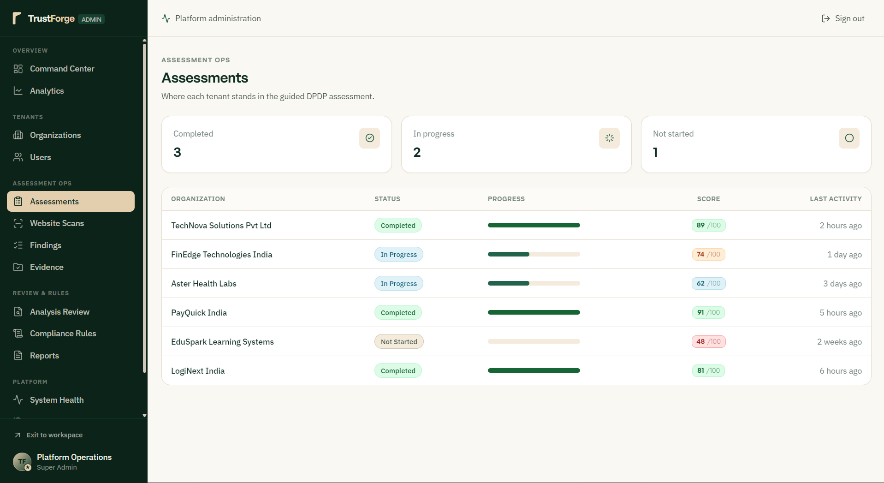 TrustForge ADMIN
OVERVIEW
Command Center
Analytics
TENANTS
Organizations
Users
ASSESSMENT OPS
Assessments
Website Scans
Findings
Evidence
REVIEW & RULES
Analysis Review
Compliance Rules
Reports
PLATFORM
System Health
Exit to workspace
TF
Platform Operations
Super Admin
Platform administration
Sign out
ASSESSMENT OPS
Assessments
Where each tenant stands in the guided DPDP assessment.
Completed
3
In progress
2
Not started
1
ORGANIZATION STATUS PROGRESS SCORE LAST ACTIVITY
TechNova Solutions Pvt Ltd Completed 89 /100 2 hours ago
FinEdge Technologies India In Progress 74 /100 1 day ago
Aster Health Labs In Progress 62 /100 3 days ago
PayQuick India Completed 91 /100 5 hours ago
EduSpark Learning Systems Not Started 48 /100 2 weeks ago
LogiNext India Completed 81 /100 6 hours ago